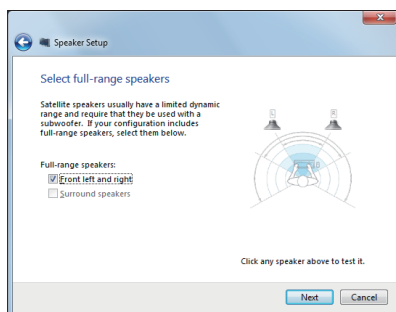 Speaker Setup
Select full-range speakers
Satellite speakers usually have a limited dynamic
range and require that they be used with a
subwoofer. If your configuration includes
full-range speakers, select them below.
L R
Full-range speakers:
Front left and right
Surround speakers
Click any speaker above to test it.
Next Cancel